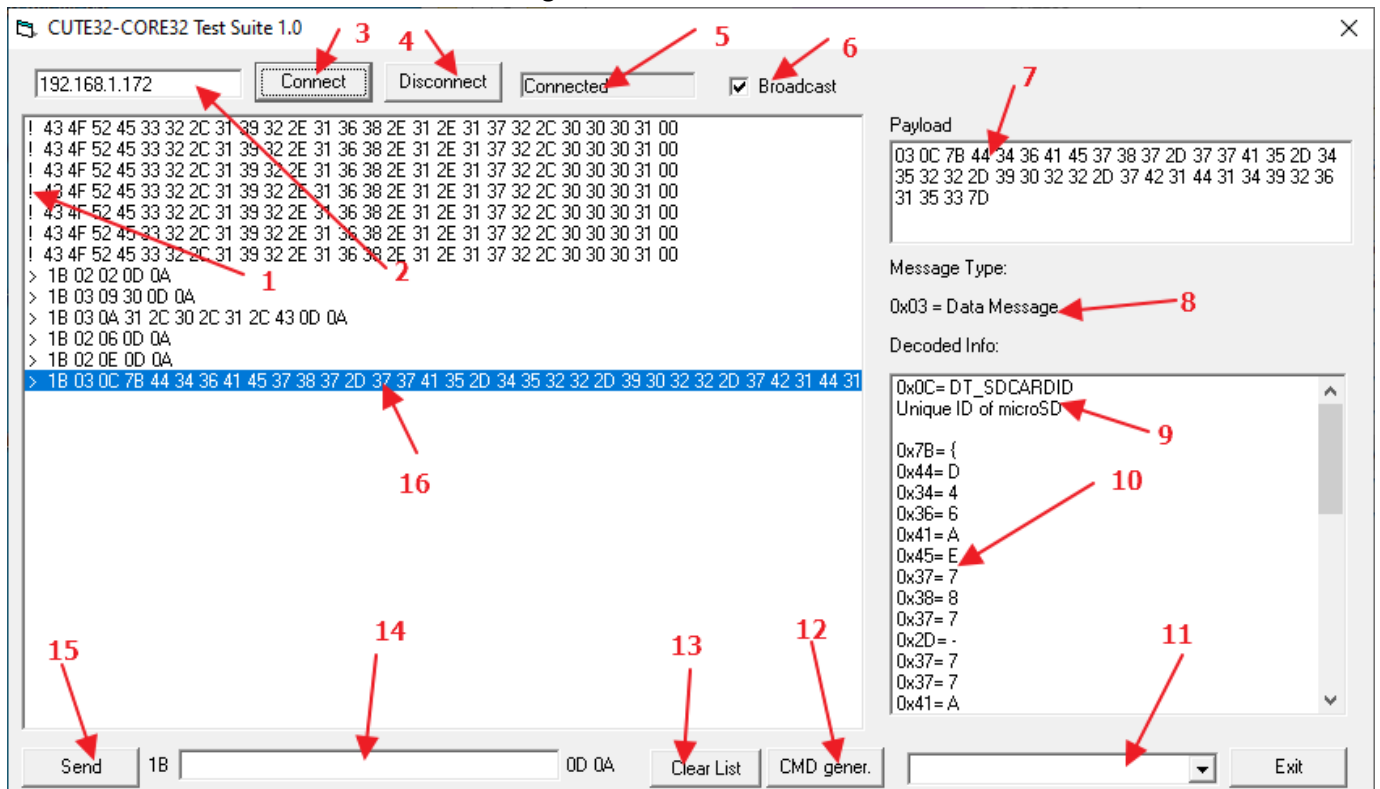 CUTE32-CORE32 Test Suite 1.0
3 4 5 6
192.168.1.172 Connect Disconnect Connected Broadcast
7
! 43 4F 52 45 33 32 2C 31 39 32 2E 31 36 38 2E 31 2E 31 37 32 2C 30 30 30 31 00
! 43 4F 52 45 33 32 2C 31 39 32 2E 31 36 38 2E 31 2E 31 37 32 2C 30 30 30 31 00
! 43 4F 52 45 33 32 2C 31 39 32 2E 31 36 38 2E 31 2E 31 37 32 2C 30 30 30 31 00
! 43 4F 52 45 33 32 2C 31 39 32 2E 31 36 38 2E 31 2E 31 37 32 2C 30 30 30 31 00
! 43 4F 52 45 33 32 2C 31 39 32 2E 31 36 38 2E 31 2E 31 37 32 2C 30 30 30 31 00
! 43 4F 52 45 33 32 2C 31 39 32 2E 31 36 38 2E 31 2E 31 37 32 2C 30 30 30 31 00
! 43 4F 52 45 33 32 2C 31 39 32 2E 31 36 38 2E 31 2E 31 37 32 2C 30 30 30 31 00
1 2
> 1B 02 02 0D 0A
> 1B 03 09 30 0D 0A
> 1B 03 0A 31 2C 30 2C 31 2C 43 0D 0A
> 1B 02 06 0D 0A
> 1B 02 0E 0D 0A
> 1B 03 0C 7B 44 34 36 41 45 37 38 37 2D 37 37 41 35 2D 34 35 32 32 2D 39 30 32 32 2D 37 42 31 44 31
16
Payload
03 0C 7B 44 34 36 41 45 37 38 37 2D 37 37 41 35 2D 34
35 32 32 2D 39 30 32 32 2D 37 42 31 44 31 34 39 32 36
31 35 33 7D
Message Type:
0x03 = Data Message
8
Decoded Info:
0x0C= DT_SDCARDID
Unique ID of microSD
9
0x7B= {
0x44= D
10
0x34= 4
0x36= 6
0x41= A
0x45= E
0x37= 7
0x38= 8
0x37= 7
0x2D= -
0x37= 7
0x37= 7
0x41= A
15 14 13 12 11
Send 1B 0D 0A Clear List CMD gener. Exit